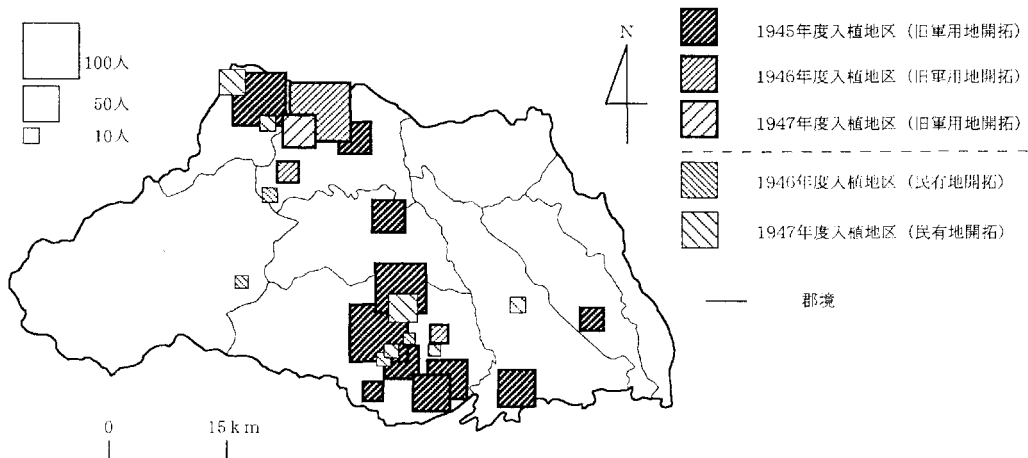 100人
50人
10人
N
1945年度入植地区 (旧軍用地開拓)
1946年度入植地区 (旧軍用地開拓)
1947年度入植地区 (旧軍用地開拓)
1946年度入植地区 (民有地開拓)
1947年度入植地区 (民有地開拓)
郡境
0 15km